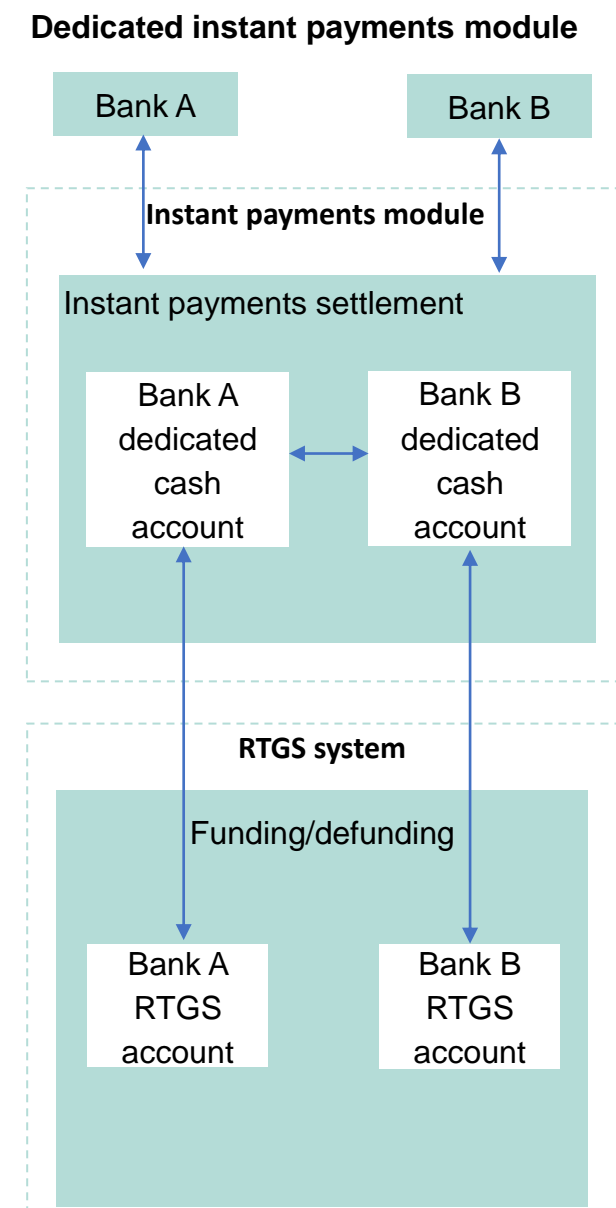 Dedicated instant payments module
Bank A
Bank B
Instant payments module
Instant payments settlement
Bank A
dedicated
cash
account
Bank B
dedicated
cash
account
RTGS system
Funding/defunding
Bank A
RTGS
account
Bank B
RTGS
account